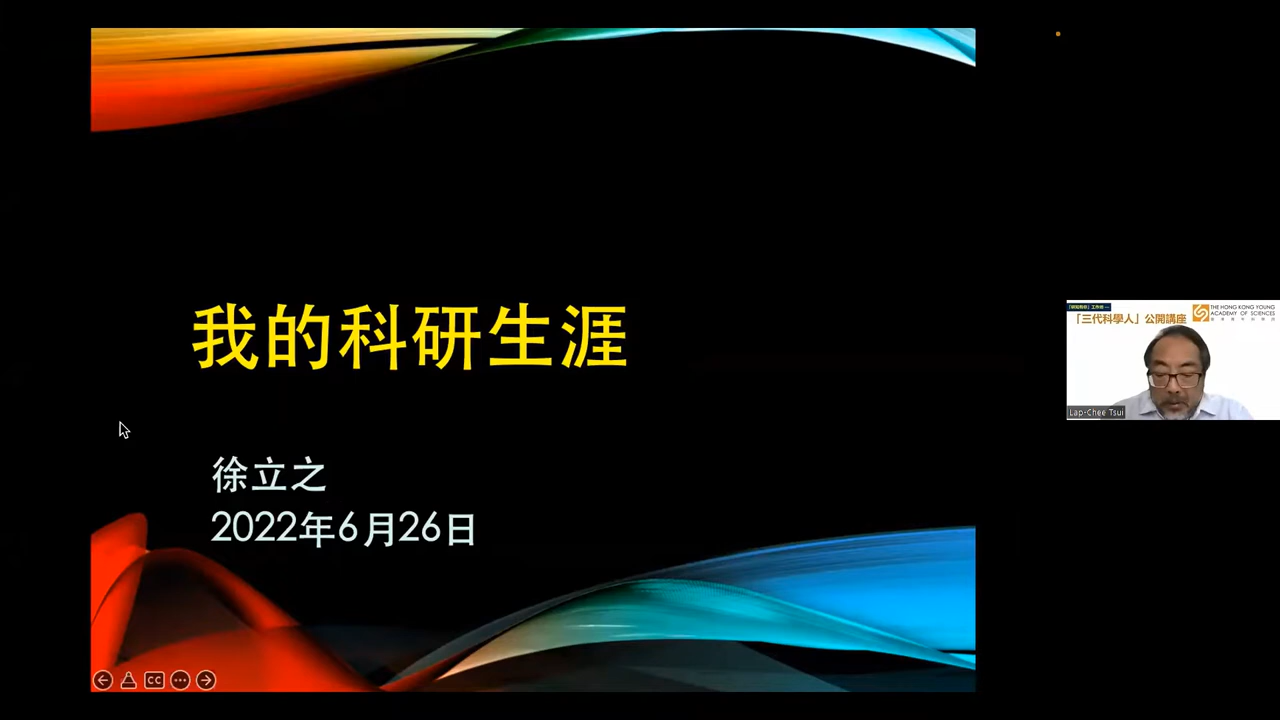 我的科研生涯
徐立之
2022年6月26日
CC
「三代科學人」公開講座
THE HONG KONG YOUNG
ACADEMY OF SCIENCES
Lap-Chee Tsui